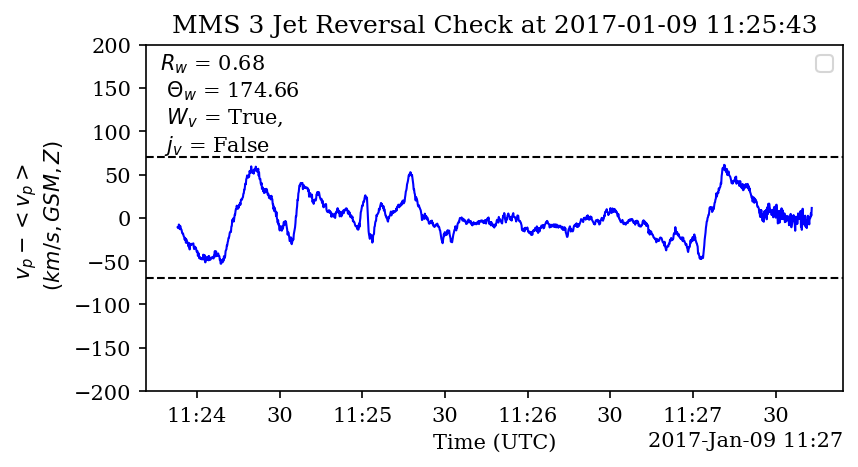 MMS 3 Jet Reversal Check at 2017-01-09 11:25:43
200
150
100
50
0
−50
−100
−150
−200
v_p − < v_p >
(km/s, GSM, Z)
R_w = 0.68
Θ_w = 174.66
W_v = True,
j_v = False
11:24 30 11:25 30 11:26 30 11:27 30
Time (UTC)
2017-Jan-09 11:27